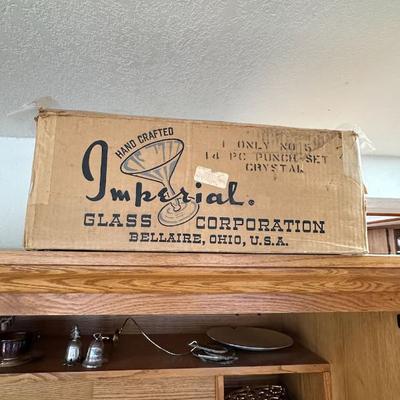 HAND CRAFTED
Imperial.
GLASS CORPORATION
BELLAIRE, OHIO, U.S.A.
1 ONLY NO 5
14 PC PUNCH SET
CRYSTAL